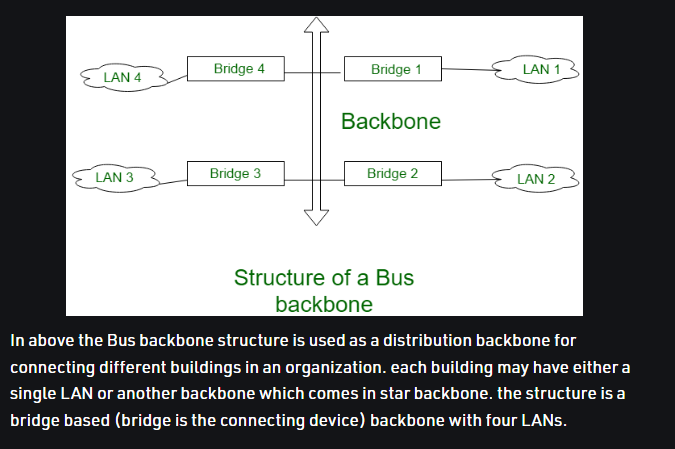 LAN 4
Bridge 4
Bridge 1
LAN 1
Backbone
LAN 3
Bridge 3
Bridge 2
LAN 2
Structure of a Bus
backbone
In above the Bus backbone structure is used as a distribution backbone for
connecting different buildings in an organization. each building may have either a
single LAN or another backbone which comes in star backbone. the structure is a
bridge based (bridge is the connecting device) backbone with four LANs.